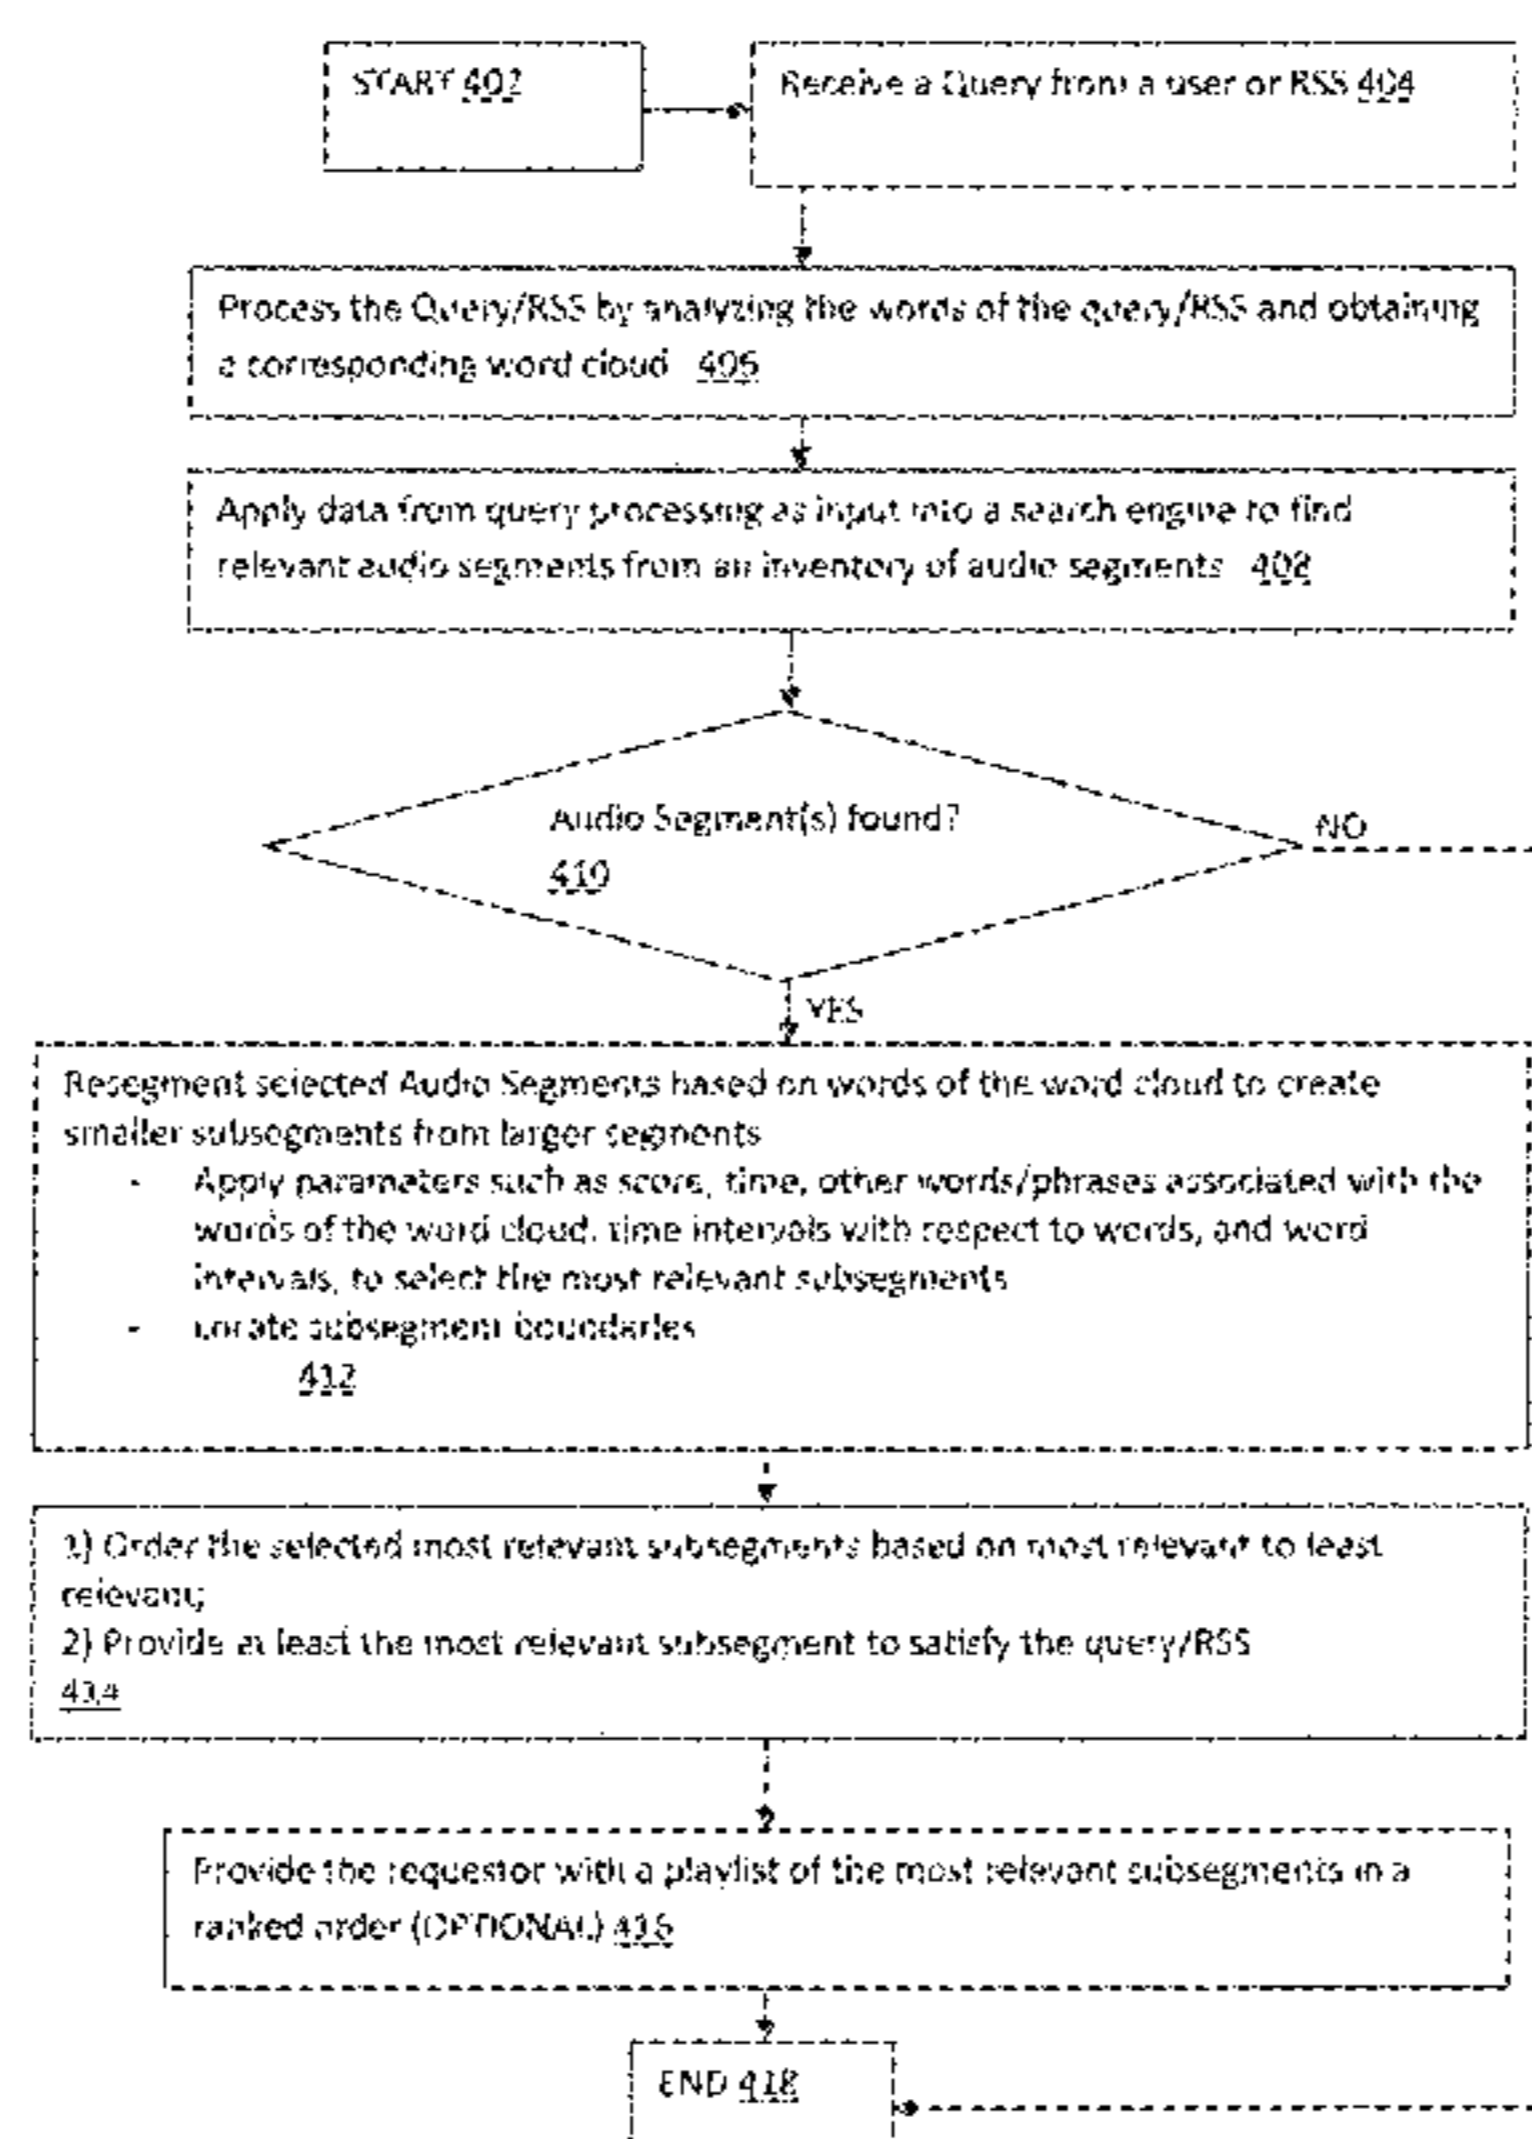 START 402
Receive a Query from a user or RSS 404
Process the Query/RSS by analyzing the words of the query/RSS and obtaining
a corresponding word cloud 406
Apply data from query processing as input into a search engine to find
relevant audio segments from an inventory of audio segments 408
Audio Segment(s) found?
410
NO
YES
Resegment selected Audio Segments based on words of the word cloud to create
smaller subsegments from larger segments
- Apply parameters such as score, time, other words/phrases associated with the
words of the word cloud, time intervals with respect to words, and word
intervals, to select the most relevant subsegments
- Locate subsegment boundaries
412
1) Order the selected most relevant subsegments based on most relevant to least
relevant;
2) Provide at least the most relevant subsegment to satisfy the query/RSS
414
Provide the requestor with a playlist of the most relevant subsegments in a
ranked order (OPTIONAL) 416
END 418